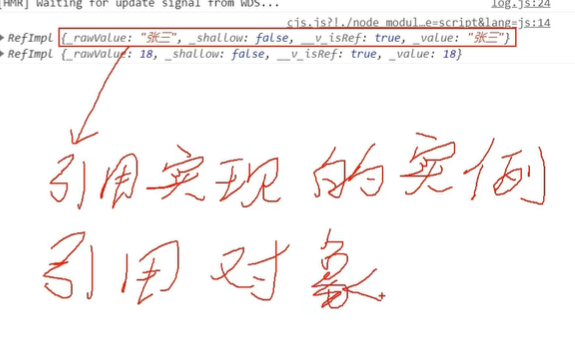 [HMR] Waiting for update signal from WDS... log.js:24
cjs.js?!./node_modul…e=script&lang=js:14
▸ RefImpl {_rawValue: "张三", _shallow: false, __v_isRef: true, _value: "张三"}
▸ RefImpl {_rawValue: 18, _shallow: false, __v_isRef: true, _value: 18}
引用实现的实例
引用对象